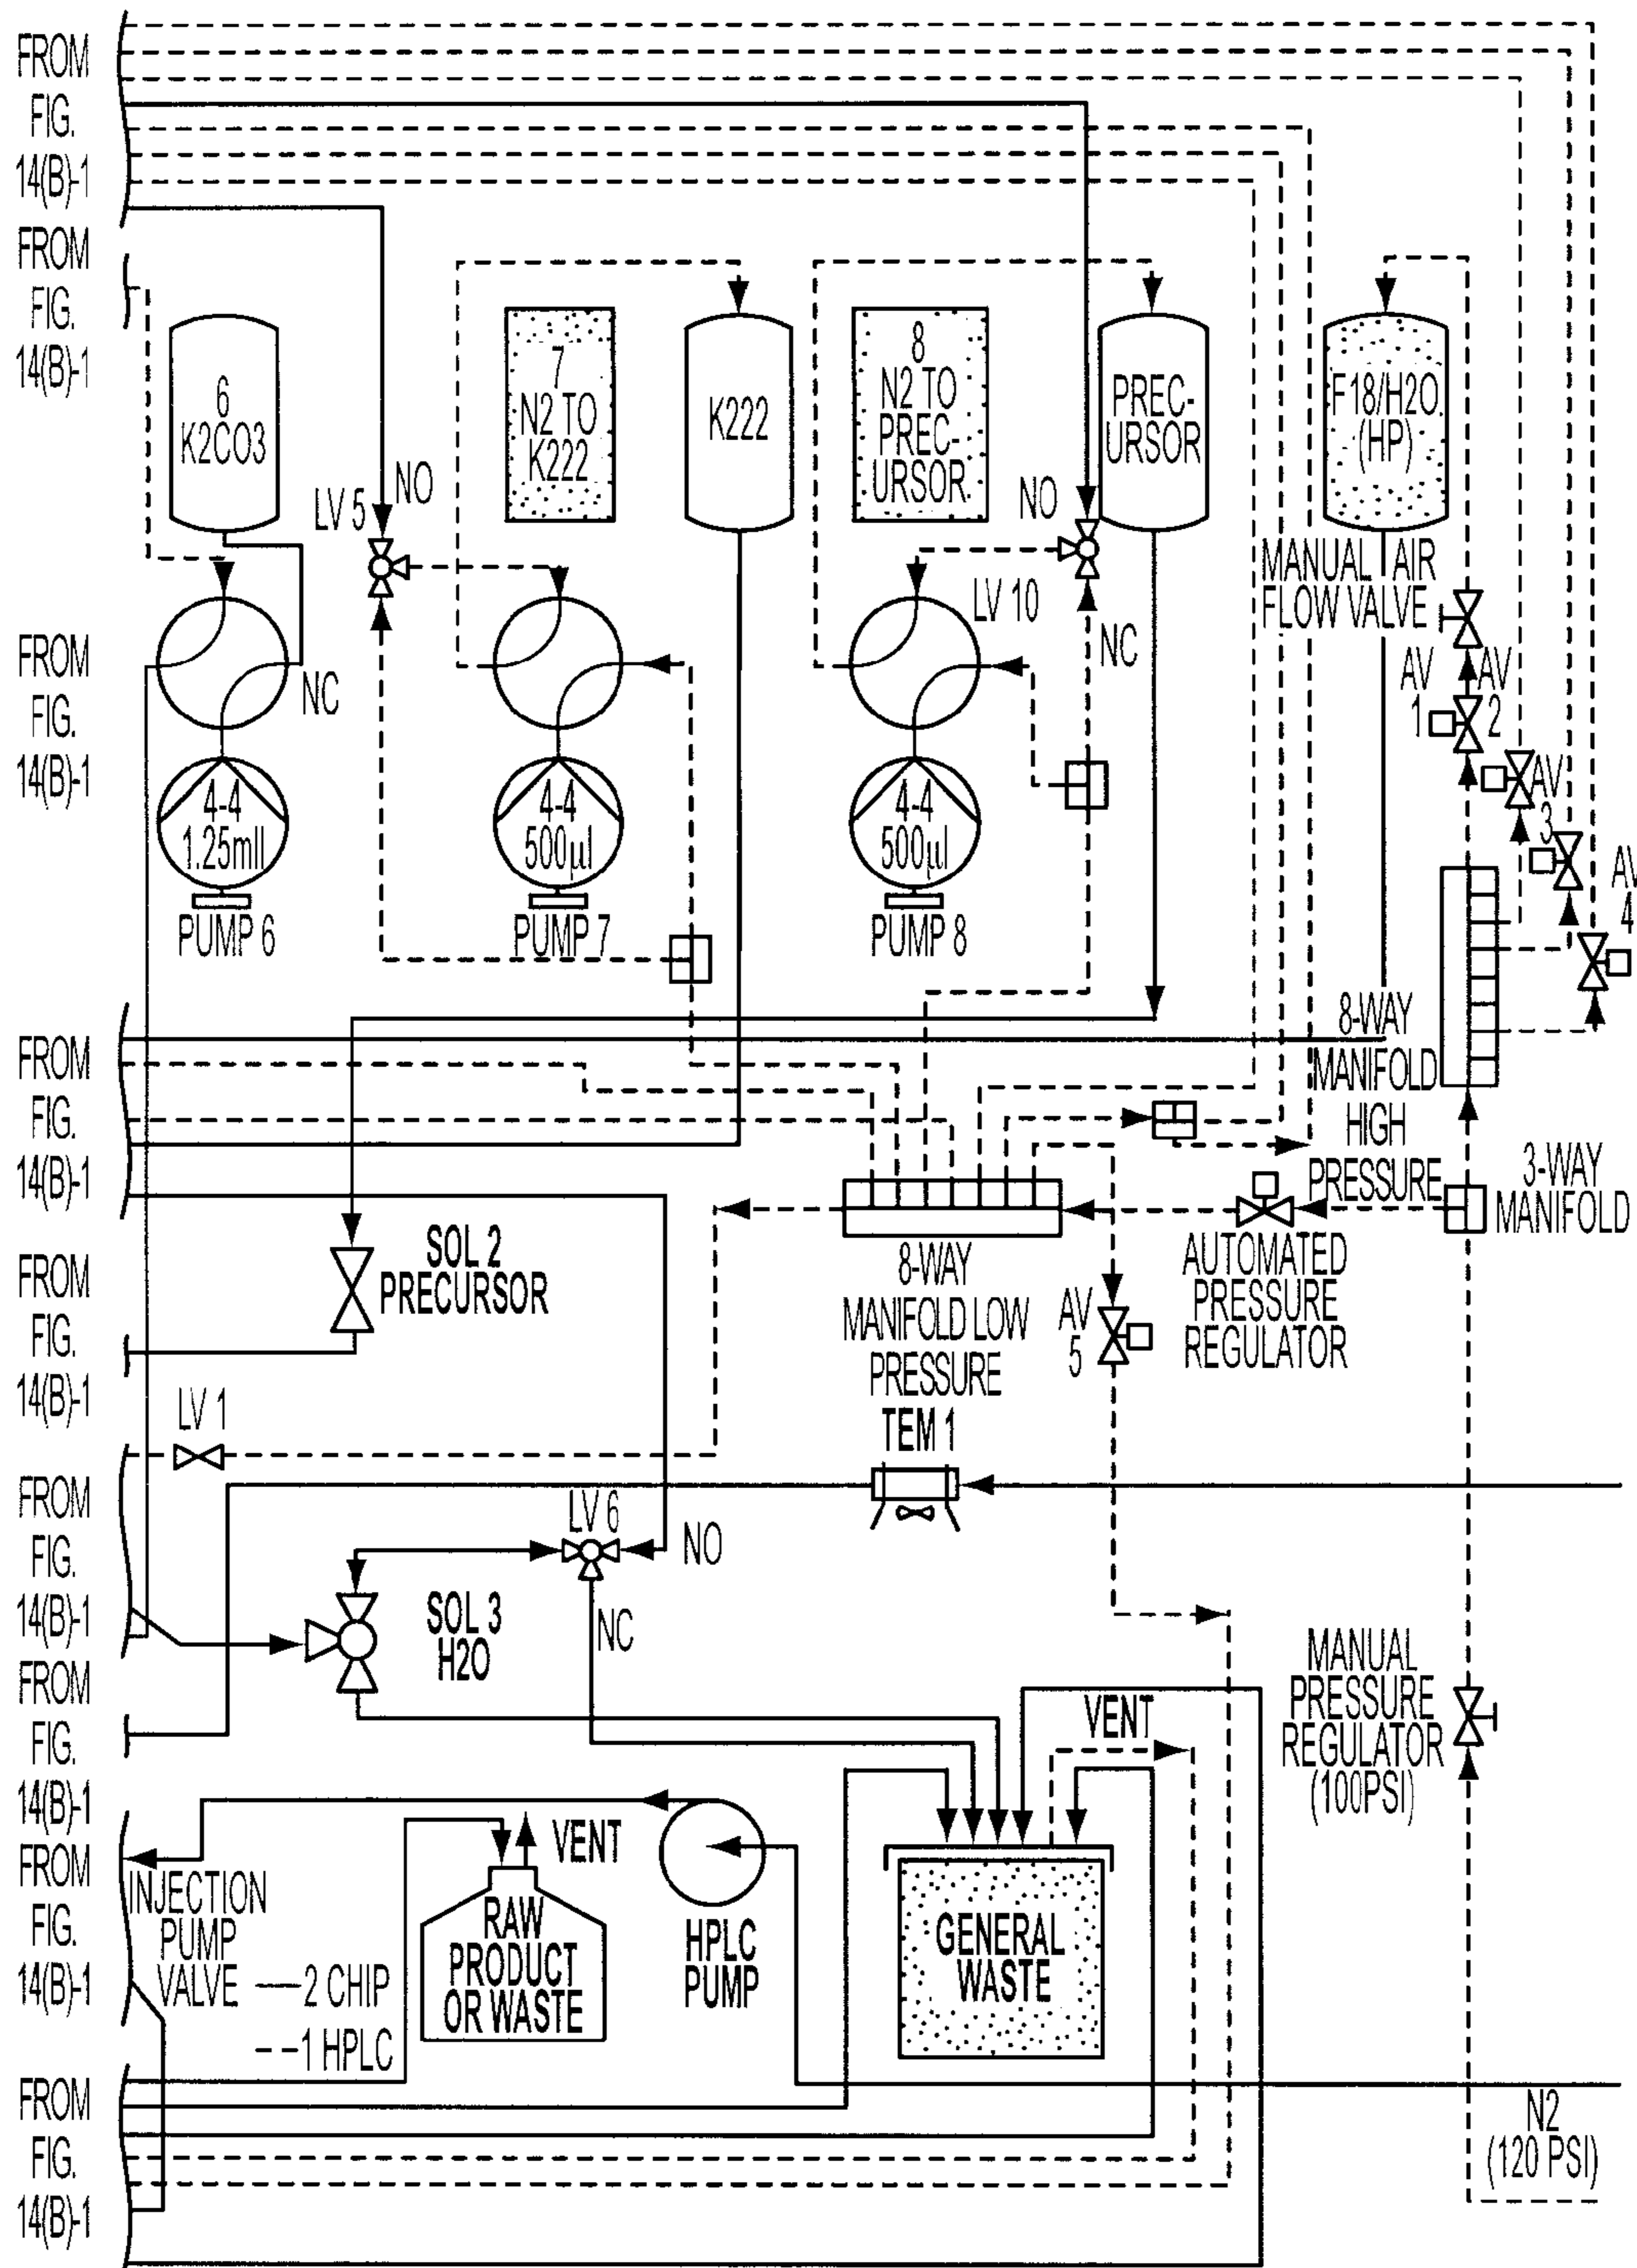 FROM
FIG.
14(B)-1
FROM
FIG.
14(B)-1
6
K2CO3
7
N2 TO
K222
K222
8
N2 TO
PREC-
URSOR
PREC-
URSOR
F18/H2O
(HP)
LV 5
NO
NO
MANUAL AIR
FLOW VALVE
LV 10
NC
NC
FROM
FIG.
14(B)-1
AV
1
AV
2
AV
3
AV
4
4-4
1.25mll
4-4
500µl
4-4
500µl
PUMP 6
PUMP 7
PUMP 8
8-WAY
MANIFOLD
HIGH
PRESSURE
FROM
FIG.
14(B)-1
3-WAY
MANIFOLD
SOL 2
PRECURSOR
8-WAY
MANIFOLD LOW
PRESSURE
AV
5
AUTOMATED
PRESSURE
REGULATOR
FROM
FIG.
14(B)-1
LV 1
TEM 1
FROM
FIG.
14(B)-1
LV 6
NO
SOL 3
H2O
NC
MANUAL
PRESSURE
REGULATOR
(100PSI)
FROM
FIG.
14(B)-1
VENT
VENT
FROM
FIG.
14(B)-1
INJECTION
PUMP
VALVE
2 CHIP
1 HPLC
RAW
PRODUCT
OR WASTE
HPLC
PUMP
GENERAL
WASTE
FROM
FIG.
14(B)-1
N2
(120 PSI)